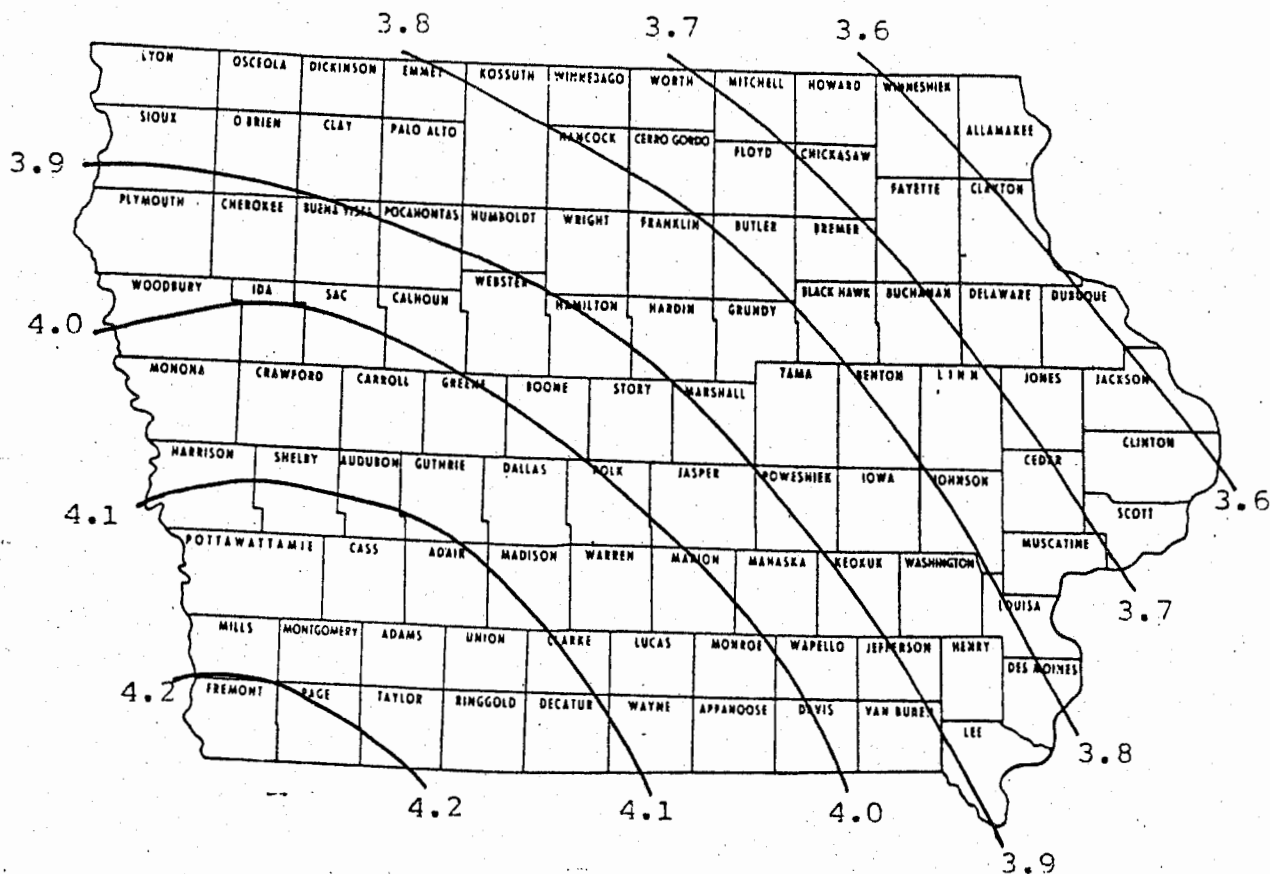 3.8 3.7 3.6
LYON OSCEOLA DICKINSON EMMET KOSSUTH WINNEBAGO WORTH MITCHELL HOWARD WINNESHIEK ALLAMAKEE
SIOUX O BRIEN CLAY PALO ALTO HANCOCK CERRO GORDO FLOYD CHICKASAW
3.9
FAYETTE CLAYTON
PLYMOUTH CHEROKEE BUENA VISTA POCAHONTAS HUMBOLDT WRIGHT FRANKLIN BUTLER BREMER
WOODBURY IDA SAC CALHOUN WEBSTER HAMILTON HARDIN GRUNDY BLACK HAWK BUCHANAN DELAWARE DUBUQUE
4.0
MONONA CRAWFORD CARROLL GREENE BOONE STORY MARSHALL TAMA BENTON LINN JONES JACKSON
CLINTON
HARRISON SHELBY AUDUBON GUTHRIE DALLAS POLK JASPER POWESHIEK IOWA JOHNSON CEDAR
4.1
3.6
SCOTT
POTTAWATTAMIE CASS ADAIR MADISON WARREN MARION MAHASKA KEOKUK WASHINGTON MUSCATINE
LOUISA
3.7
MILLS MONTGOMERY ADAMS UNION CLARKE LUCAS MONROE WAPELLO JEFFERSON HENRY DES MOINES
4.2
FREMONT PAGE TAYLOR RINGGOLD DECATUR WAYNE APPANOOSE DAVIS VAN BUREN LEE
3.8
4.2 4.1 4.0
3.9